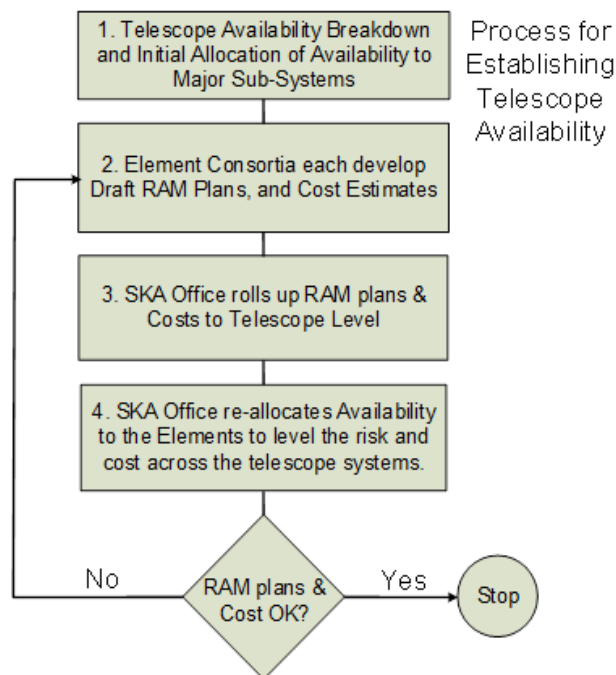 1. Telescope Availability Breakdown
and Initial Allocation of Availability to
Major Sub-Systems
Process for
Establishing
Telescope
Availability
2. Element Consortia each develop
Draft RAM Plans, and Cost Estimates
3. SKA Office rolls up RAM plans &
Costs to Telescope Level
4. SKA Office re-allocates Availability
to the Elements to level the risk and
cost across the telescope systems.
No
RAM plans &
Cost OK?
Yes
Stop